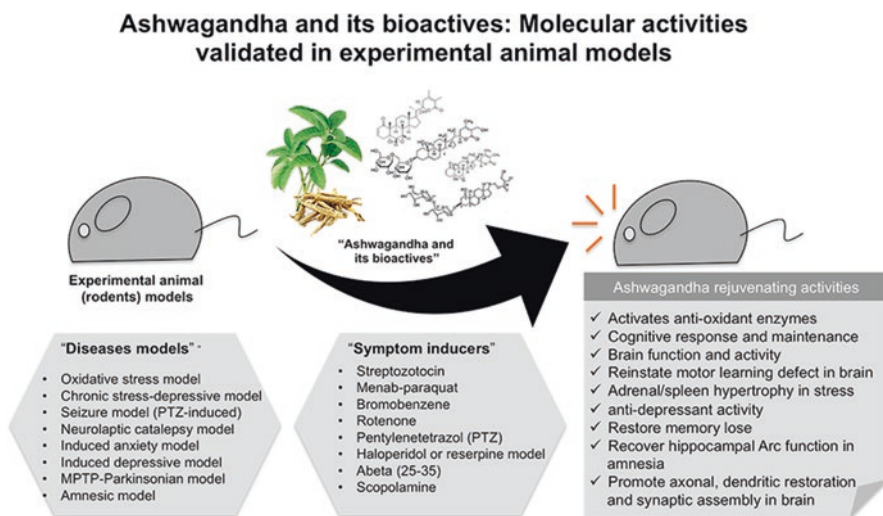 Ashwagandha and its bioactives: Molecular activities
validated in experimental animal models
"Ashwagandha and
its bioactives"
Experimental animal
(rodents) models
"Diseases models"
• Oxidative stress model
• Chronic stress-depressive model
• Seizure model (PTZ-induced)
• Neurolaptic catalepsy model
• Induced anxiety model
• Induced depressive model
• MPTP-Parkinsonian model
• Amnesic model
"Symptom inducers"
• Streptozotocin
• Menab-paraquat
• Bromobenzene
• Rotenone
• Pentylenetetrazol (PTZ)
• Haloperidol or reserpine model
• Abeta (25-35)
• Scopolamine
Ashwagandha rejuvenating activities
✓ Activates anti-oxidant enzymes
✓ Cognitive response and maintenance
✓ Brain function and activity
✓ Reinstate motor learning defect in brain
✓ Adrenal/spleen hypertrophy in stress
✓ anti-depressant activity
✓ Restore memory lose
✓ Recover hippocampal Arc function in
amnesia
✓ Promote axonal, dendritic restoration
and synaptic assembly in brain